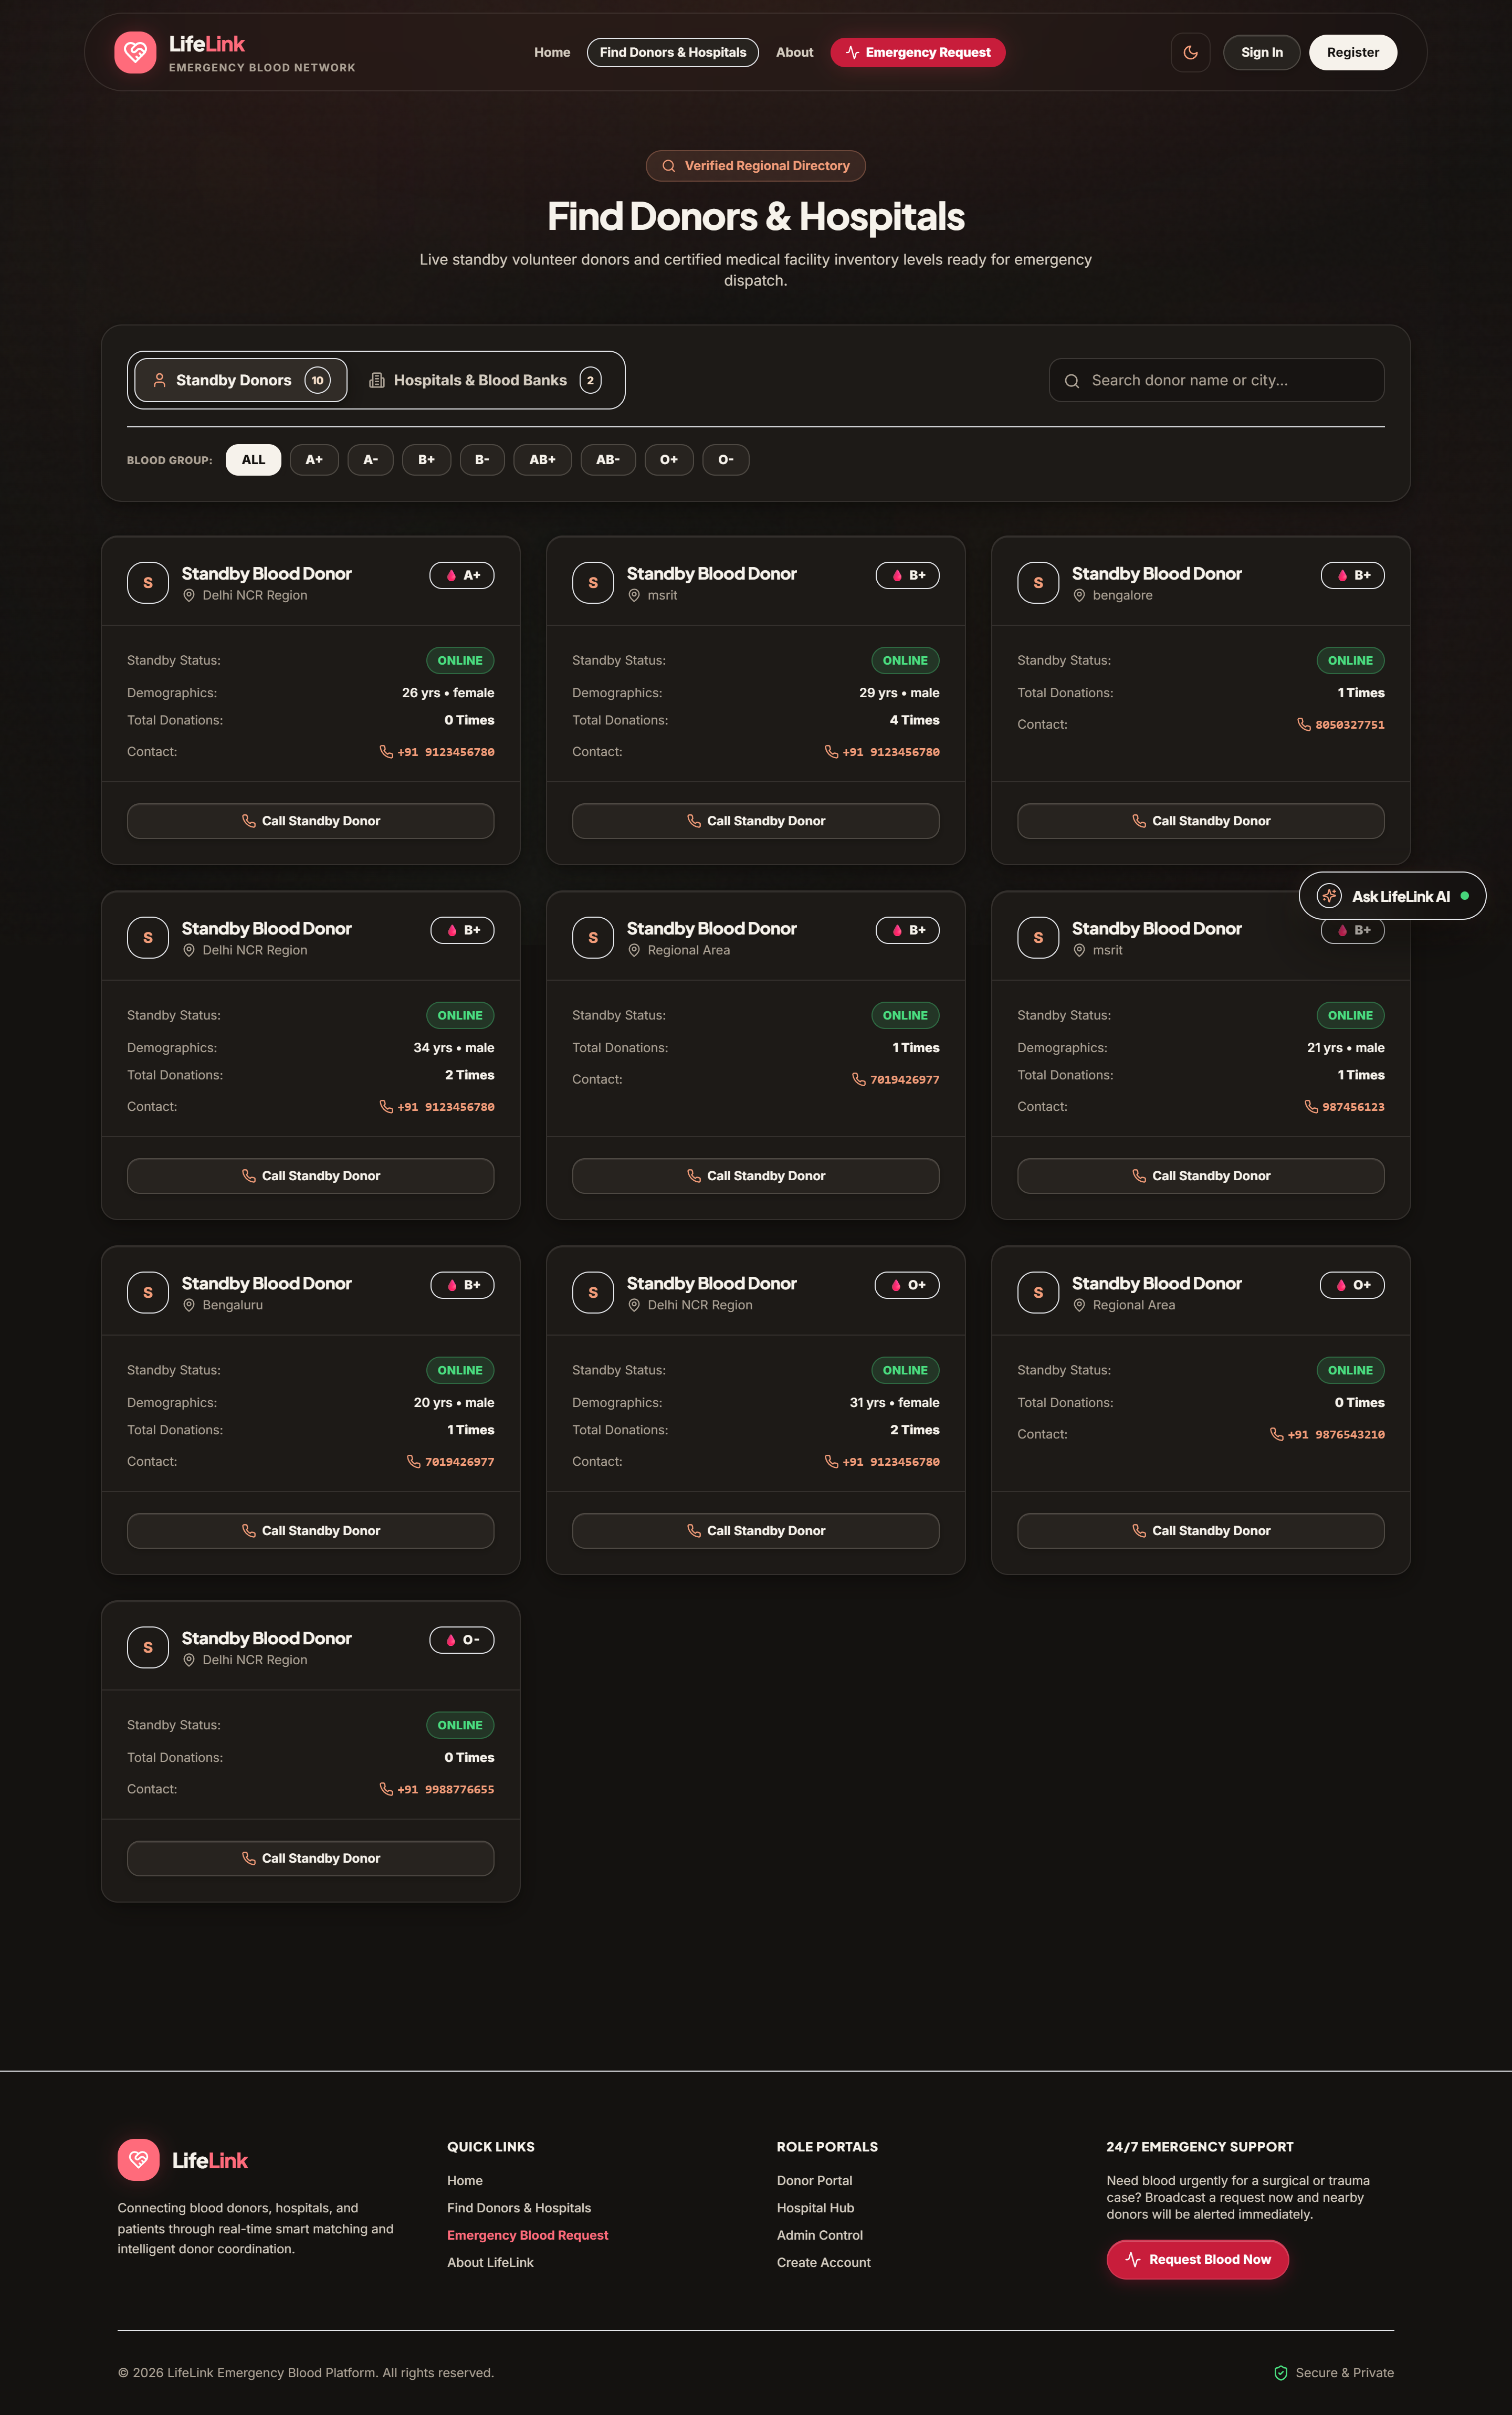 LifeLink
EMERGENCY BLOOD NETWORK
Home
Find Donors & Hospitals
About
Emergency Request
Sign In
Register
Verified Regional Directory
Find Donors & Hospitals
Live standby volunteer donors and certified medical facility inventory levels ready for emergency
dispatch.
Standby Donors 10
Hospitals & Blood Banks 2
Search donor name or city...
BLOOD GROUP: ALL A+ A- B+ B- AB+ AB- O+ O-
S
Standby Blood Donor
Delhi NCR Region
A+
Standby Status: ONLINE
Demographics: 26 yrs • female
Total Donations: 0 Times
Contact: +91 9123456780
Call Standby Donor
S
Standby Blood Donor
msrit
B+
Standby Status: ONLINE
Demographics: 29 yrs • male
Total Donations: 4 Times
Contact: +91 9123456780
Call Standby Donor
S
Standby Blood Donor
bengalore
B+
Standby Status: ONLINE
Total Donations: 1 Times
Contact: 8050327751
Call Standby Donor
Ask LifeLink AI
S
Standby Blood Donor
Delhi NCR Region
B+
Standby Status: ONLINE
Demographics: 34 yrs • male
Total Donations: 2 Times
Contact: +91 9123456780
Call Standby Donor
S
Standby Blood Donor
Regional Area
B+
Standby Status: ONLINE
Total Donations: 1 Times
Contact: 7019426977
Call Standby Donor
S
Standby Blood Donor
msrit
B+
Standby Status: ONLINE
Demographics: 21 yrs • male
Total Donations: 1 Times
Contact: 987456123
Call Standby Donor
S
Standby Blood Donor
Bengaluru
B+
Standby Status: ONLINE
Demographics: 20 yrs • male
Total Donations: 1 Times
Contact: 7019426977
Call Standby Donor
S
Standby Blood Donor
Delhi NCR Region
O+
Standby Status: ONLINE
Demographics: 31 yrs • female
Total Donations: 2 Times
Contact: +91 9123456780
Call Standby Donor
S
Standby Blood Donor
Regional Area
O+
Standby Status: ONLINE
Total Donations: 0 Times
Contact: +91 9876543210
Call Standby Donor
S
Standby Blood Donor
Delhi NCR Region
O-
Standby Status: ONLINE
Total Donations: 0 Times
Contact: +91 9988776655
Call Standby Donor
LifeLink
Connecting blood donors, hospitals, and
patients through real-time smart matching and
intelligent donor coordination.
QUICK LINKS
Home
Find Donors & Hospitals
Emergency Blood Request
About LifeLink
ROLE PORTALS
Donor Portal
Hospital Hub
Admin Control
Create Account
24/7 EMERGENCY SUPPORT
Need blood urgently for a surgical or trauma
case? Broadcast a request now and nearby
donors will be alerted immediately.
Request Blood Now
© 2026 LifeLink Emergency Blood Platform. All rights reserved.
Secure & Private